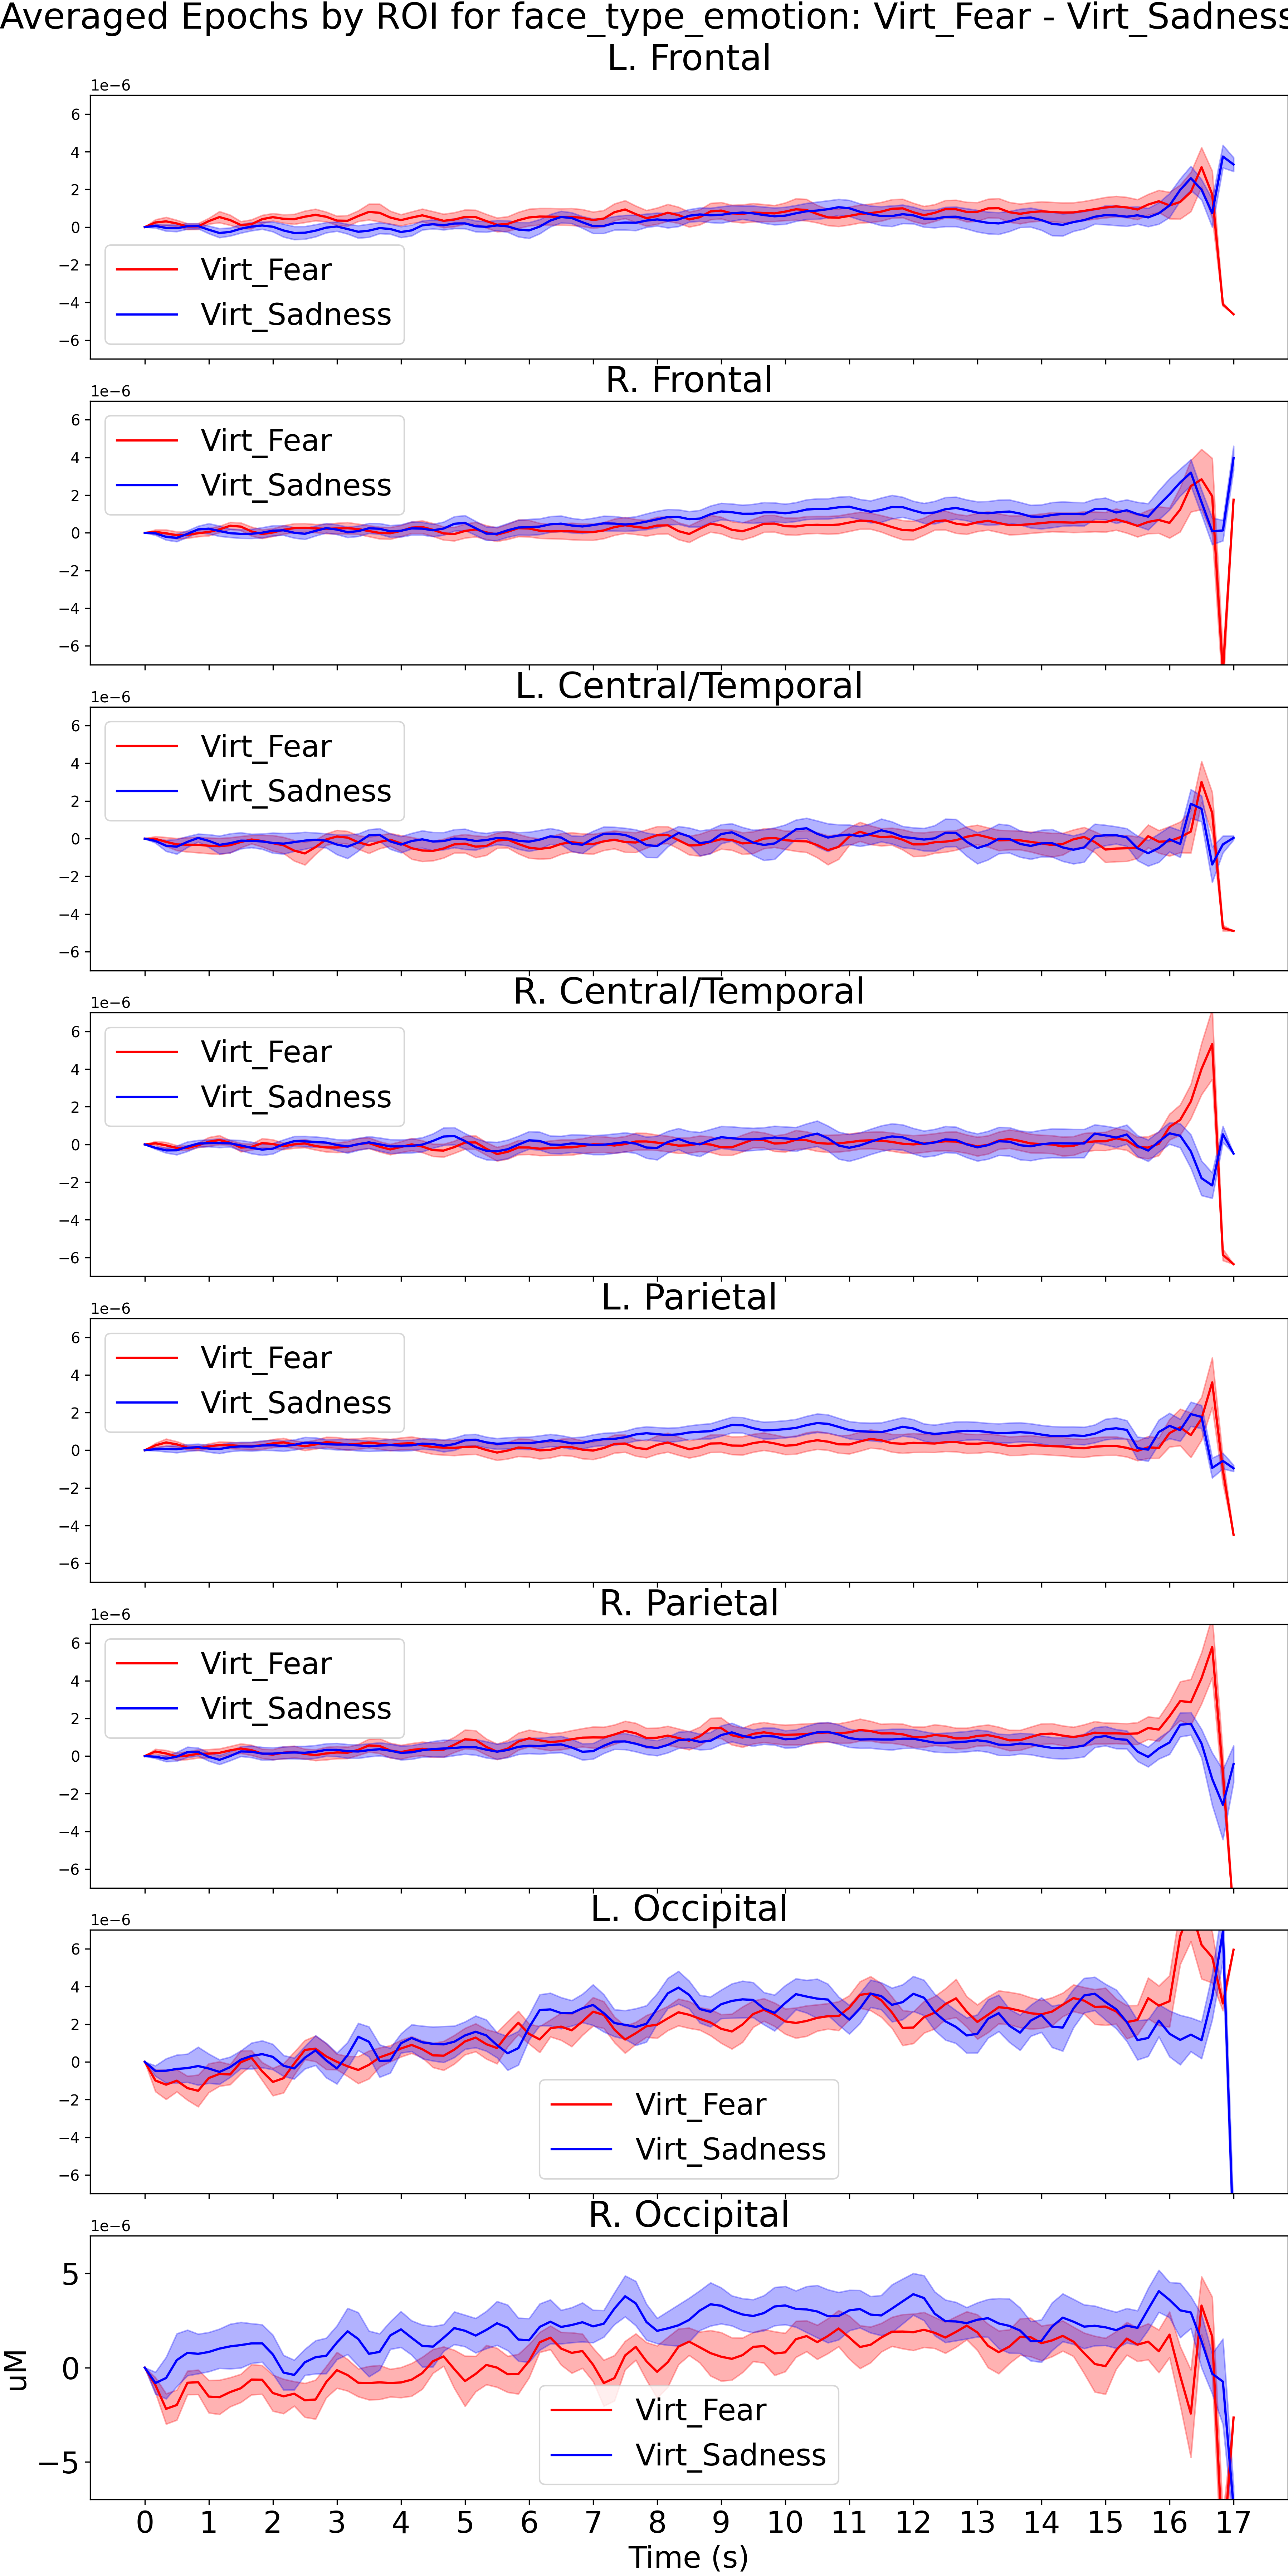 Averaged Epochs by ROI for face_type_emotion: Virt_Fear - Virt_Sadness
L. Frontal
1e−6
6
4
2
0
−2
−4
−6
Virt_Fear
Virt_Sadness
R. Frontal
1e−6
6
4
2
0
−2
−4
−6
Virt_Fear
Virt_Sadness
L. Central/Temporal
1e−6
6
4
2
0
−2
−4
−6
Virt_Fear
Virt_Sadness
R. Central/Temporal
1e−6
6
4
2
0
−2
−4
−6
Virt_Fear
Virt_Sadness
L. Parietal
1e−6
6
4
2
0
−2
−4
−6
Virt_Fear
Virt_Sadness
R. Parietal
1e−6
6
4
2
0
−2
−4
−6
Virt_Fear
Virt_Sadness
L. Occipital
1e−6
6
4
2
0
−2
−4
−6
Virt_Fear
Virt_Sadness
R. Occipital
1e−6
5
0
−5
uM
Virt_Fear
Virt_Sadness
0 1 2 3 4 5 6 7 8 9 10 11 12 13 14 15 16 17
Time (s)